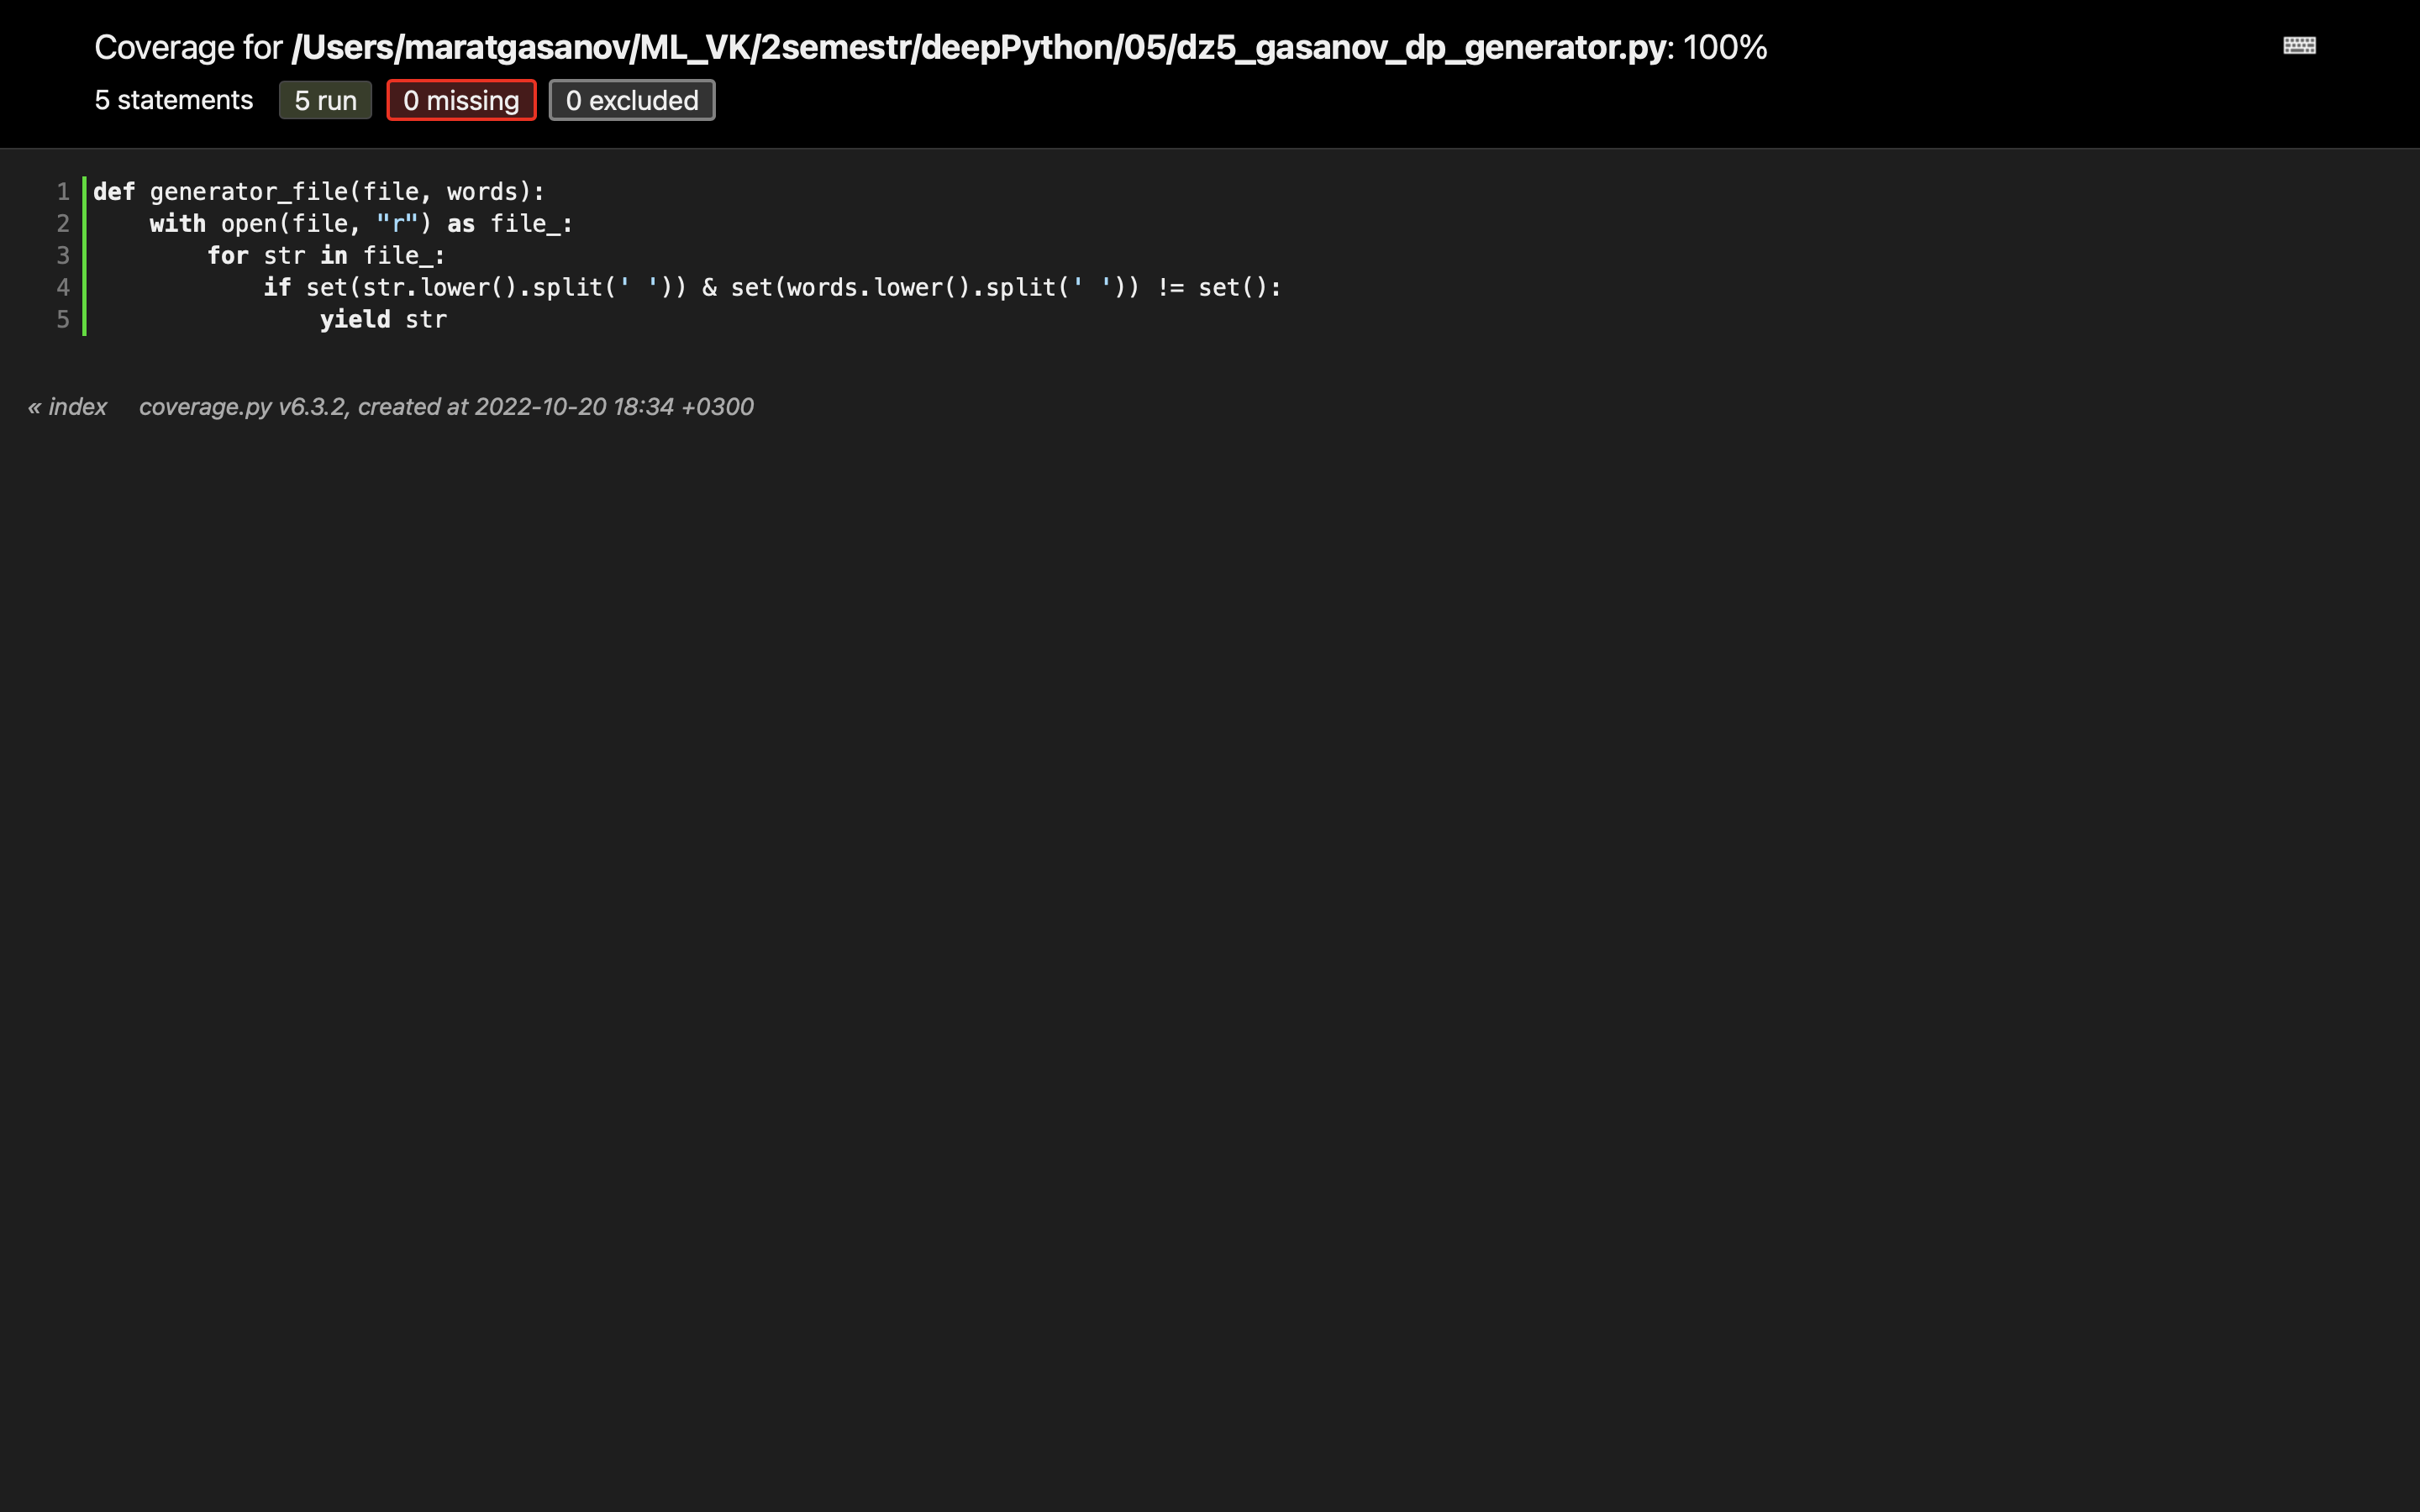 Coverage for /Users/maratgasanov/ML_VK/2semestr/deepPython/05/dz5_gasanov_dp_generator.py: 100%
5 statements 5 run 0 missing 0 excluded
1 def generator_file(file, words):
2     with open(file, "r") as file_:
3         for str in file_:
4             if set(str.lower().split(' ')) & set(words.lower().split(' ')) != set():
5                 yield str
« index coverage.py v6.3.2, created at 2022-10-20 18:34 +0300